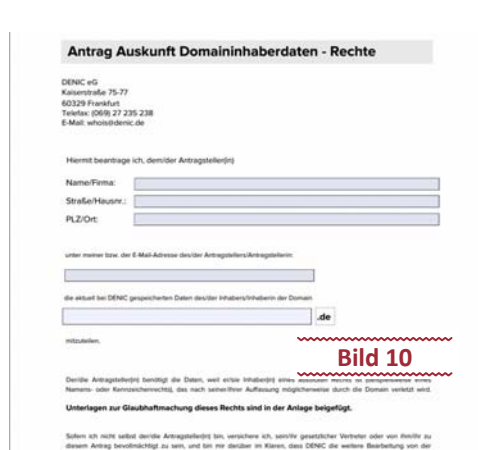 Antrag Auskunft Domaininhaberdaten - Rechte
DENIC eG
Kaiserstraße 75-77
60329 Frankfurt
Telefax: (069) 27 235 238
E-Mail: whois@denic.de
Hiermit beantrage ich, dem/der Antragsteller(in)
Name/Firma:
Straße/Hausnr.:
PLZ/Ort:
unter meiner bzw. der E-Mail-Adresse des/der Antragstellers/Antragstellerin:
die aktuell bei DENIC gespeicherten Daten des/der Inhabers/Inhaberin der Domain
.de
mitzuteilen.
Bild 10
Der/die Antragsteller(in) benötigt die Daten, weil er/sie Inhaber(in) eines absoluten Rechts ist (beispielsweise eines
Namens- oder Kennzeichenrechts), das nach seiner/ihrer Auffassung möglicherweise durch die Domain verletzt wird.
Unterlagen zur Glaubhaftmachung dieses Rechts sind in der Anlage beigefügt.
Sofern ich nicht selbst der/die Antragsteller(in) bin, versichere ich, sein/ihr gesetzlicher Vertreter oder von ihm/ihr zu
diesem Antrag bevollmächtigt zu sein, und bin mir darüber im Klaren, dass DENIC die weitere Bearbeitung von der